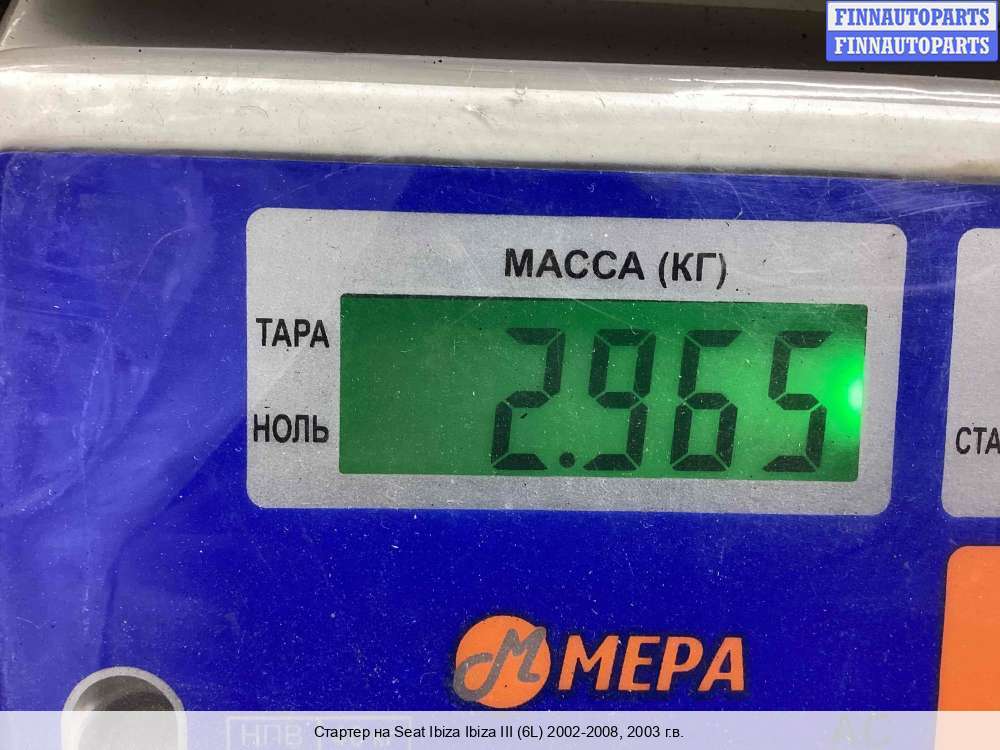 FINNAUTOPARTS
FINNAUTOPARTS
МАССА (КГ)
ТАРА
2.965
НОЛЬ
СТА
МЕРА
НПВ
Стартер на Seat Ibiza Ibiza III (6L) 2002-2008, 2003 г.в.